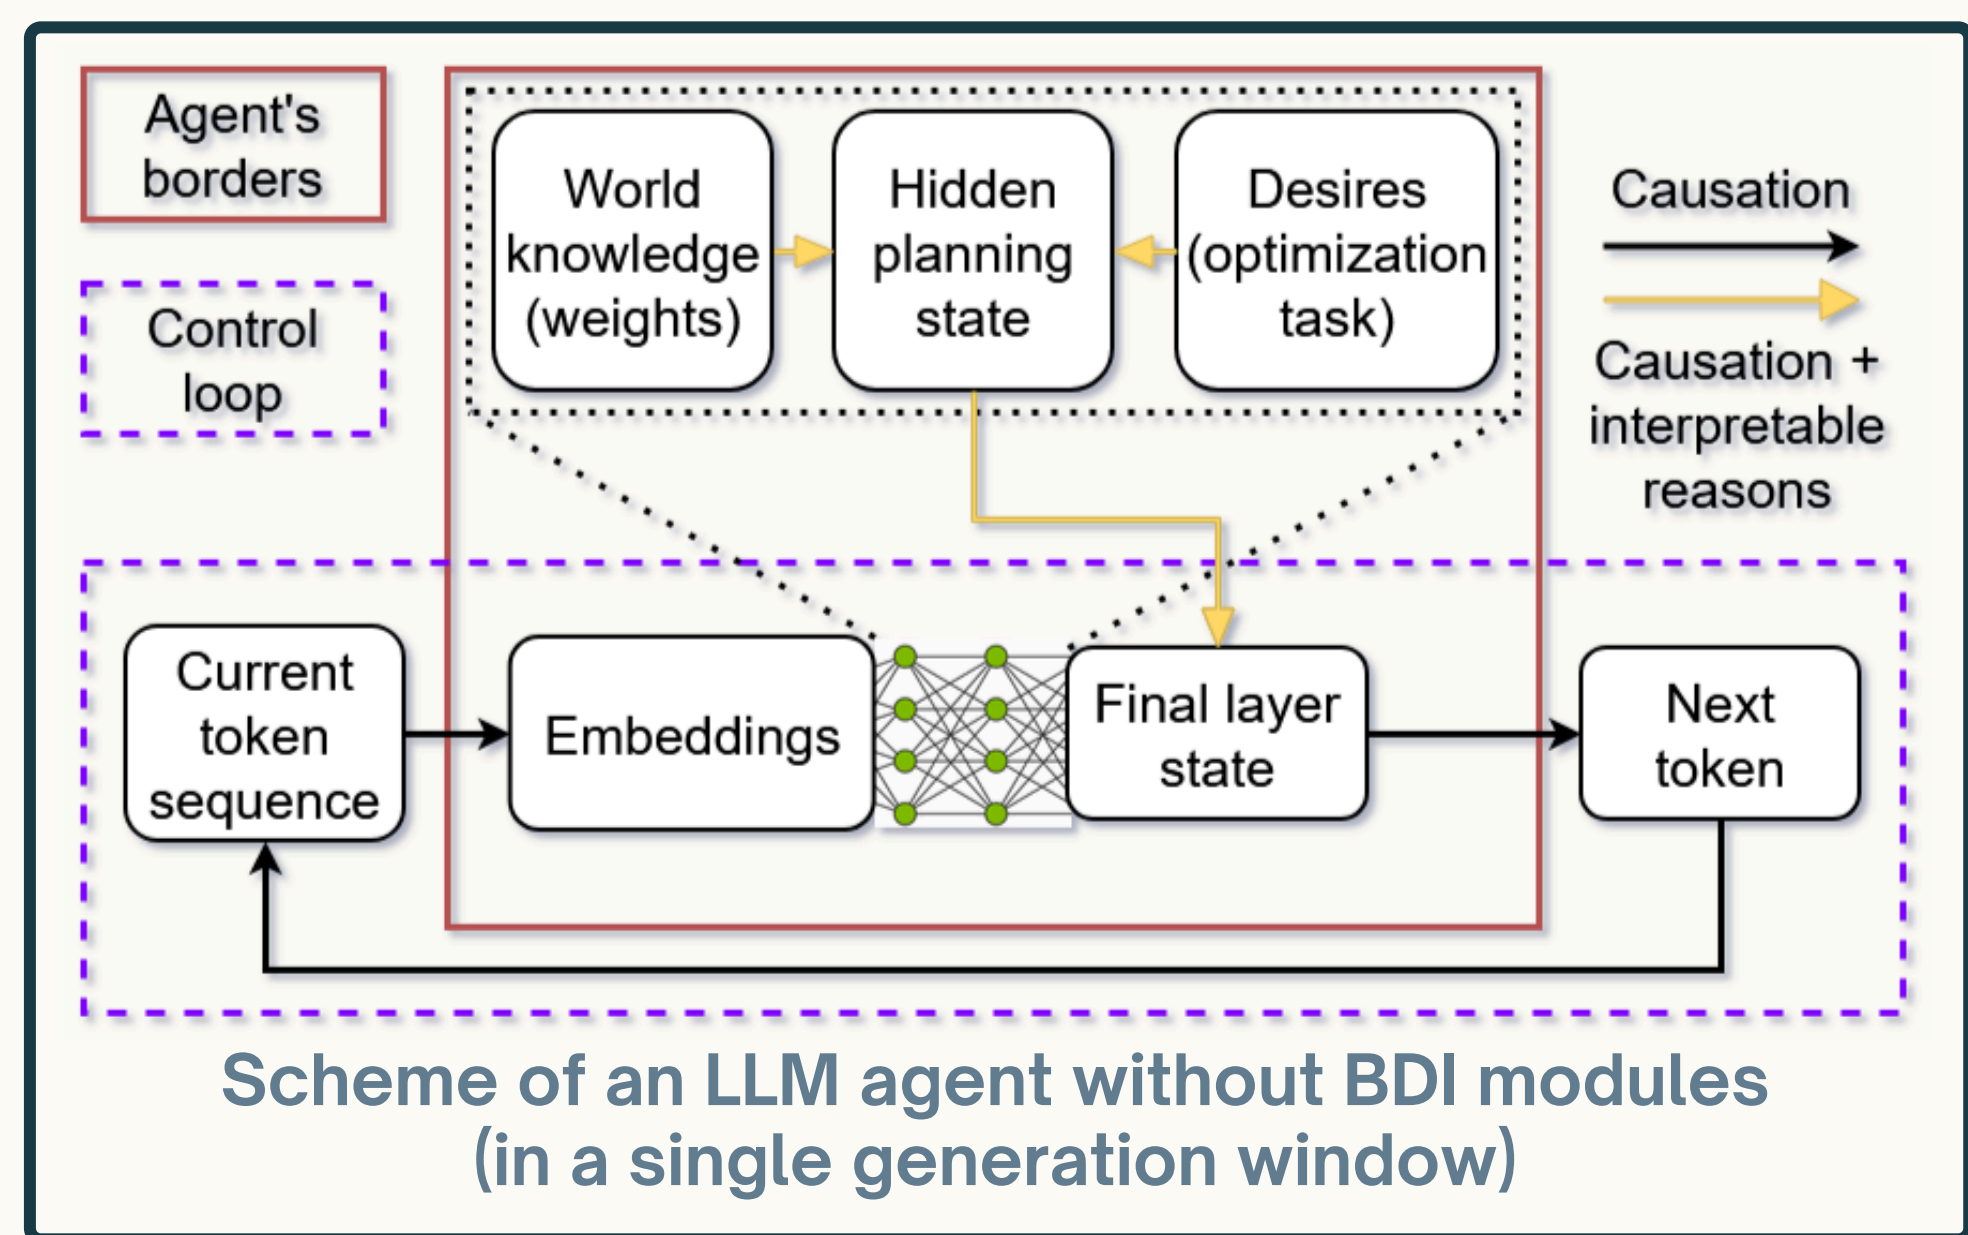 Agent's
borders
Control
loop
World
knowledge
(weights)
Hidden
planning
state
Desires
(optimization
task)
Causation
Causation +
interpretable
reasons
Current
token
sequence
Embeddings
Final layer
state
Next
token
Scheme of an LLM agent without BDI modules
(in a single generation window)